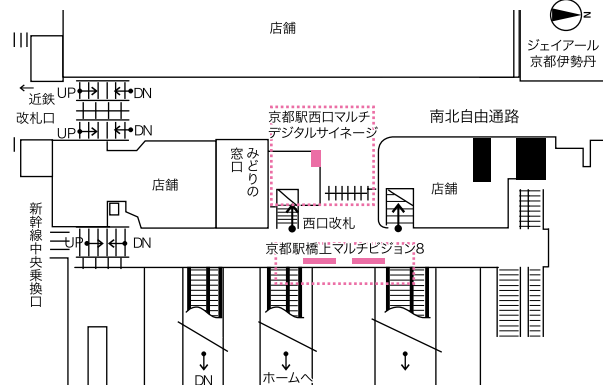 店舗
N
ジェイアール
京都伊勢丹
UP
DN
近鉄
改札口
UP
DN
京都駅西口マルチ
デジタルサイネージ
南北自由通路
みどりの
窓口
店舗
店舗
新幹線中央乗換口
西口改札
UP
DN
京都駅橋上マルチビジョン8
DN
ホームへ